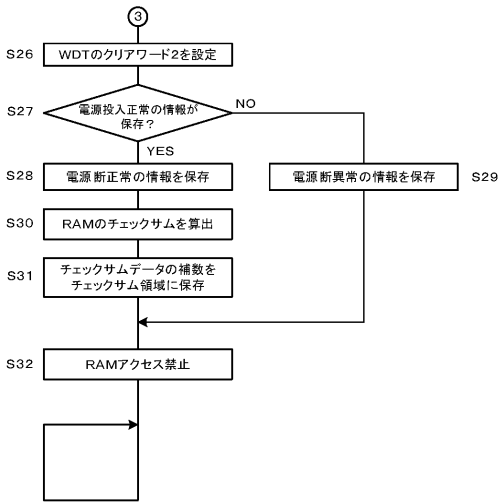 3
S26
WDTのクリアワード2を設定
S27
電源投入正常の情報が
保存？
NO
YES
S28
電源断正常の情報を保存
電源断異常の情報を保存
S29
S30
RAMのチェックサムを算出
S31
チェックサムデータの補数を
チェックサム領域に保存
S32
RAMアクセス禁止